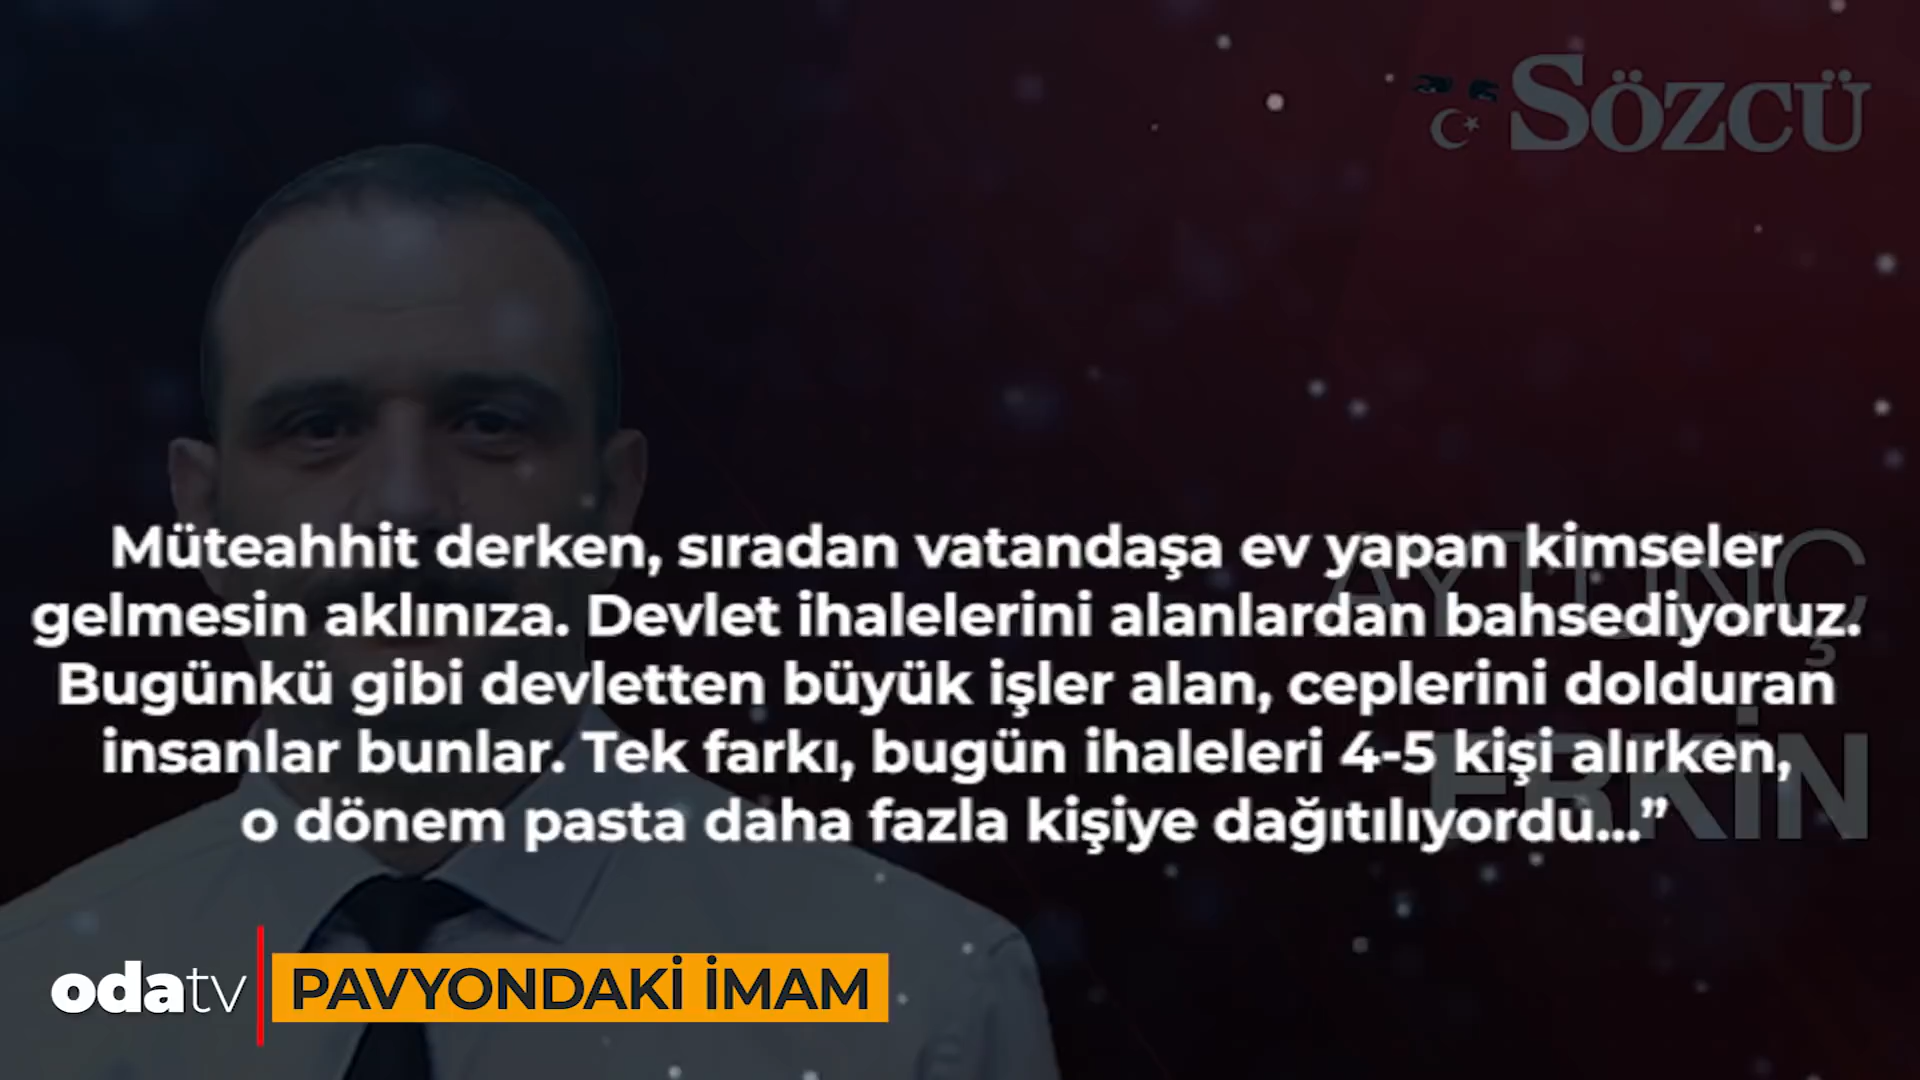 SÖZCÜ
AYTUNÇ
ERKİN
Müteahhit derken, sıradan vatandaşa ev yapan kimseler
gelmesin aklınıza. Devlet ihalelerini alanlardan bahsediyoruz.
Bugünkü gibi devletten büyük işler alan, ceplerini dolduran
insanlar bunlar. Tek farkı, bugün ihaleleri 4-5 kişi alırken,
o dönem pasta daha fazla kişiye dağıtılıyordu...”
odatv
PAVYONDAKİ İMAM